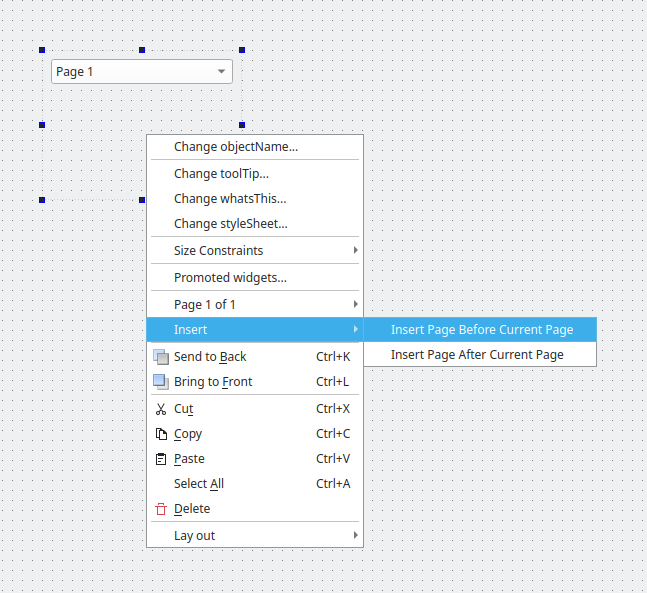 Page 1
Change objectName...
Change toolTip...
Change whatsThis...
Change styleSheet...
Size Constraints
Promoted widgets...
Page 1 of 1
Insert
Insert Page Before Current Page
Insert Page After Current Page
Send to Back Ctrl+K
Bring to Front Ctrl+L
Cut Ctrl+X
Copy Ctrl+C
Paste Ctrl+V
Select All Ctrl+A
Delete
Lay out